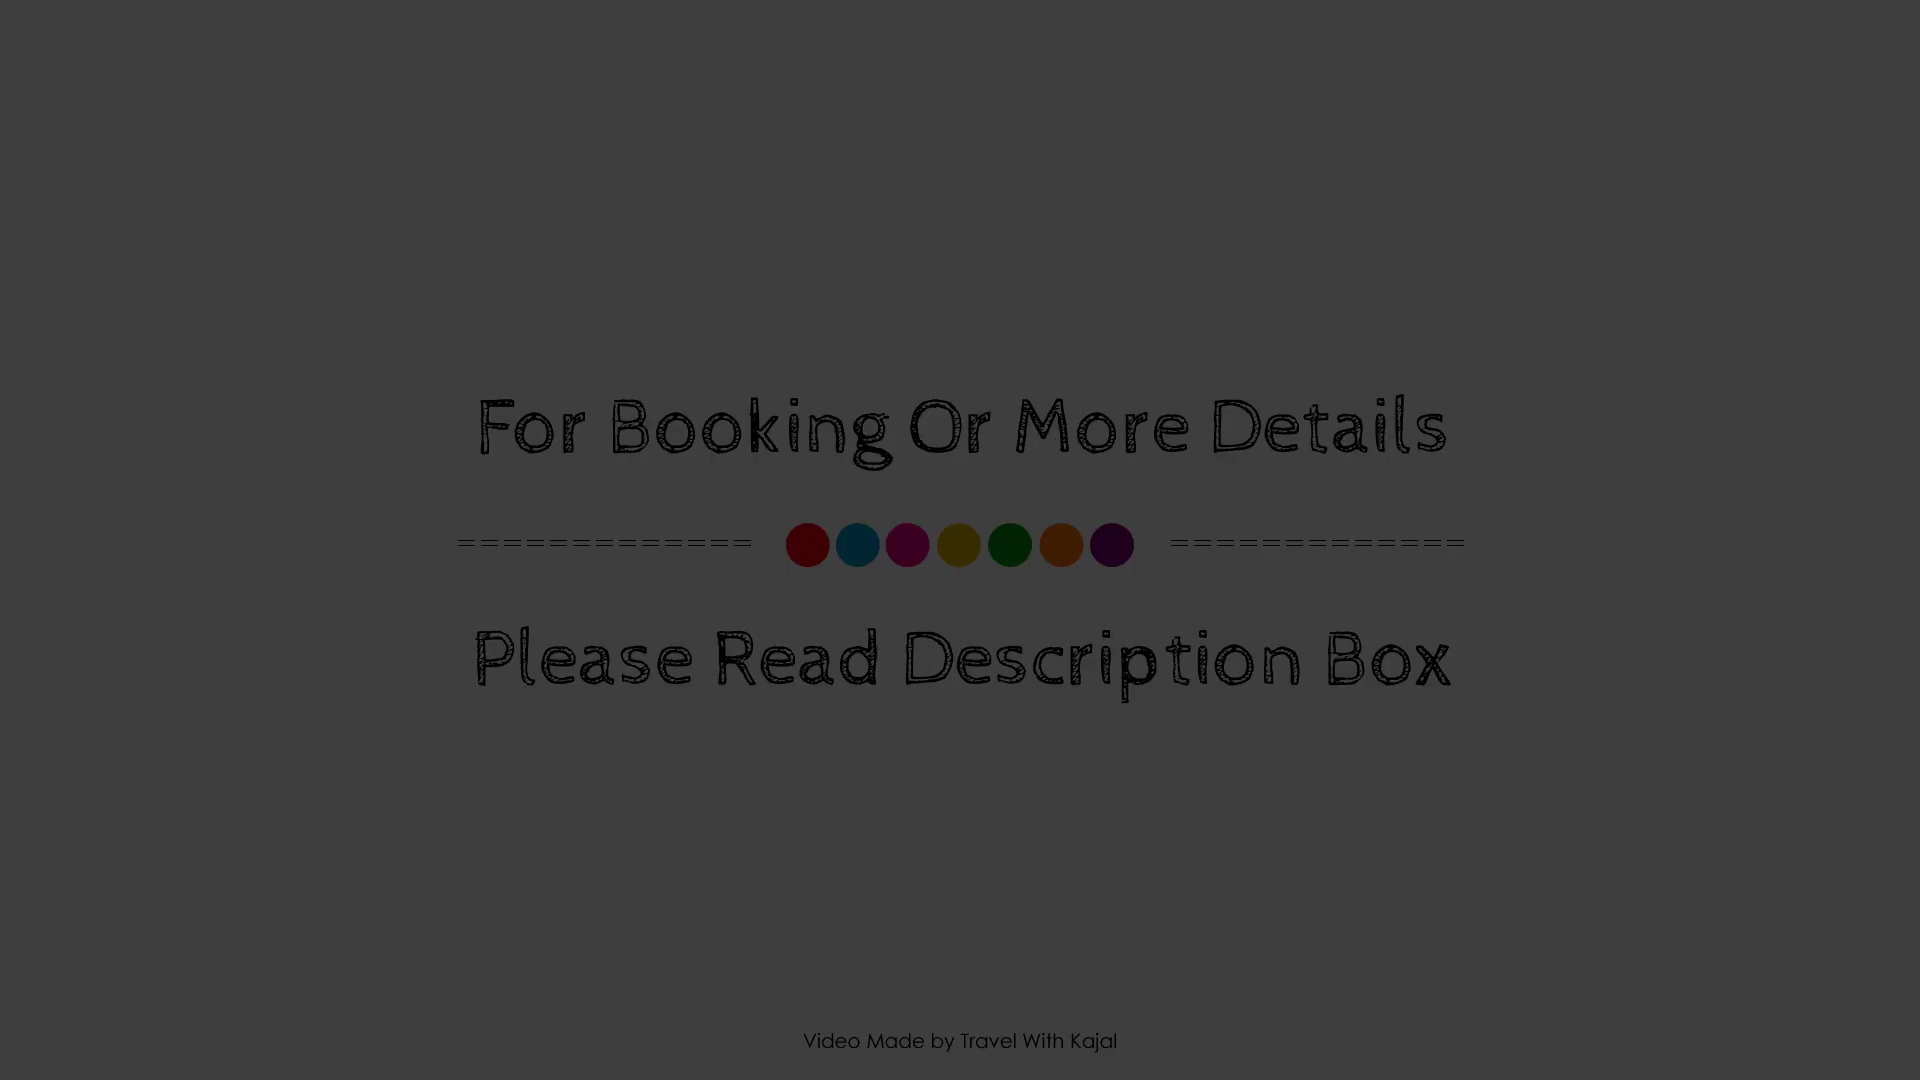 For Booking Or More Details
============= =============
Please Read Description Box
Video Made by Travel With Kajal